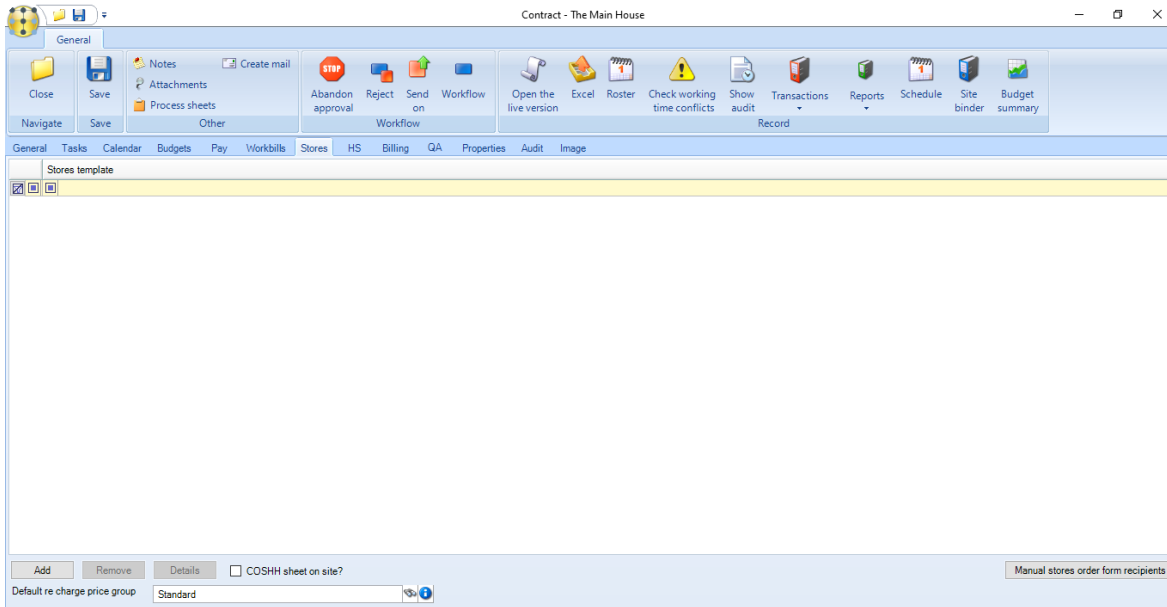 Contract - The Main House
General
Close
Save
Notes
Create mail
Attachments
Process sheets
STOP
Abandon approval
Reject
Send on
Workflow
Open the live version
Excel
1
Roster
Check working time conflicts
Show audit
Transactions
Reports
1
Schedule
Site binder
Budget summary
Navigate
Save
Other
Workflow
Record
General Tasks Calendar Budgets Pay Workbills Stores HS Billing QA Properties Audit Image
Stores template
Add Remove Details COSHH sheet on site? Manual stores order form recipients
Default re charge price group Standard